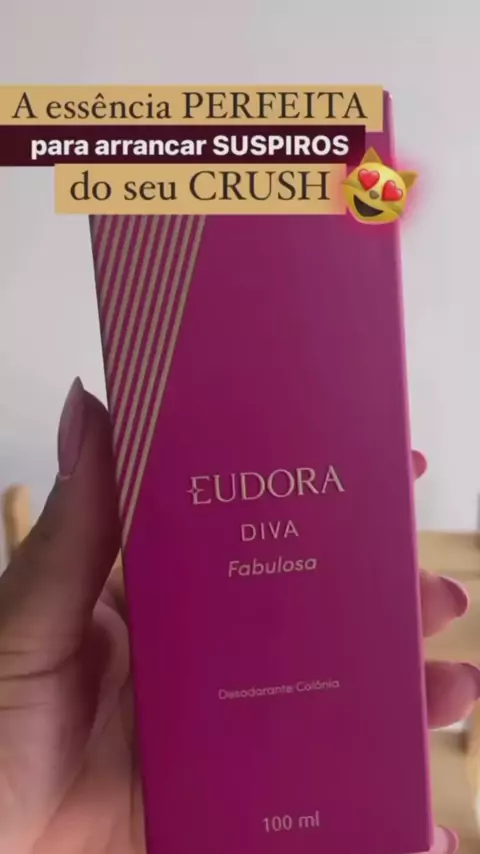 A essência PERFEITA
para arrancar SUSPIROS
do seu CRUSH
EUDORA
DIVA
Fabulosa
Desodorante Colônia
100 ml